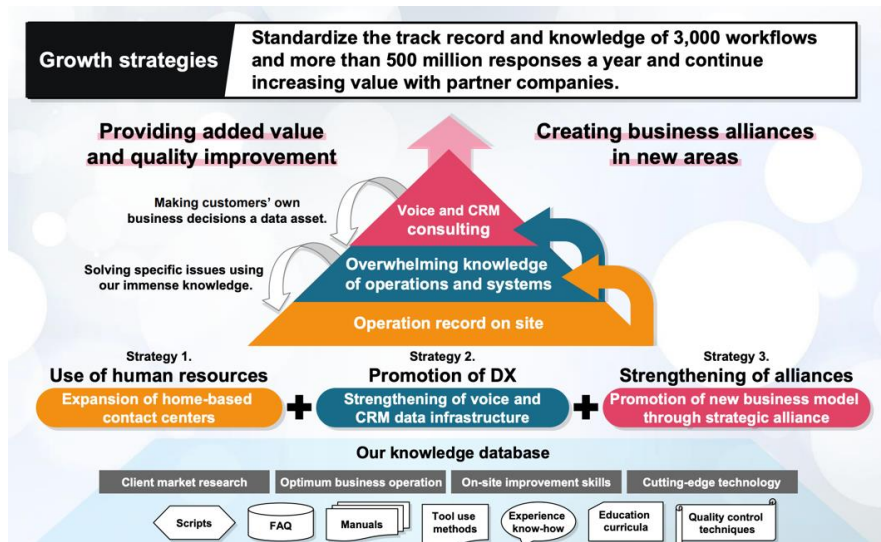 Growth strategies
Standardize the track record and knowledge of 3,000 workflows
and more than 500 million responses a year and continue
increasing value with partner companies.
Providing added value
and quality improvement
Creating business alliances
in new areas
Making customers' own
business decisions a data asset.
Solving specific issues using
our immense knowledge.
Voice and CRM
consulting
Overwhelming knowledge
of operations and systems
Operation record on site
Strategy 1.
Use of human resources
Expansion of home-based
contact centers
+
Strategy 2.
Promotion of DX
Strengthening of voice and
CRM data infrastructure
+
Strategy 3.
Strengthening of alliances
Promotion of new business model
through strategic alliance
Our knowledge database
Client market research
Optimum business operation
On-site improvement skills
Cutting-edge technology
Scripts
FAQ
Manuals
Tool use
methods
Experience
know-how
Education
curricula
Quality control
techniques